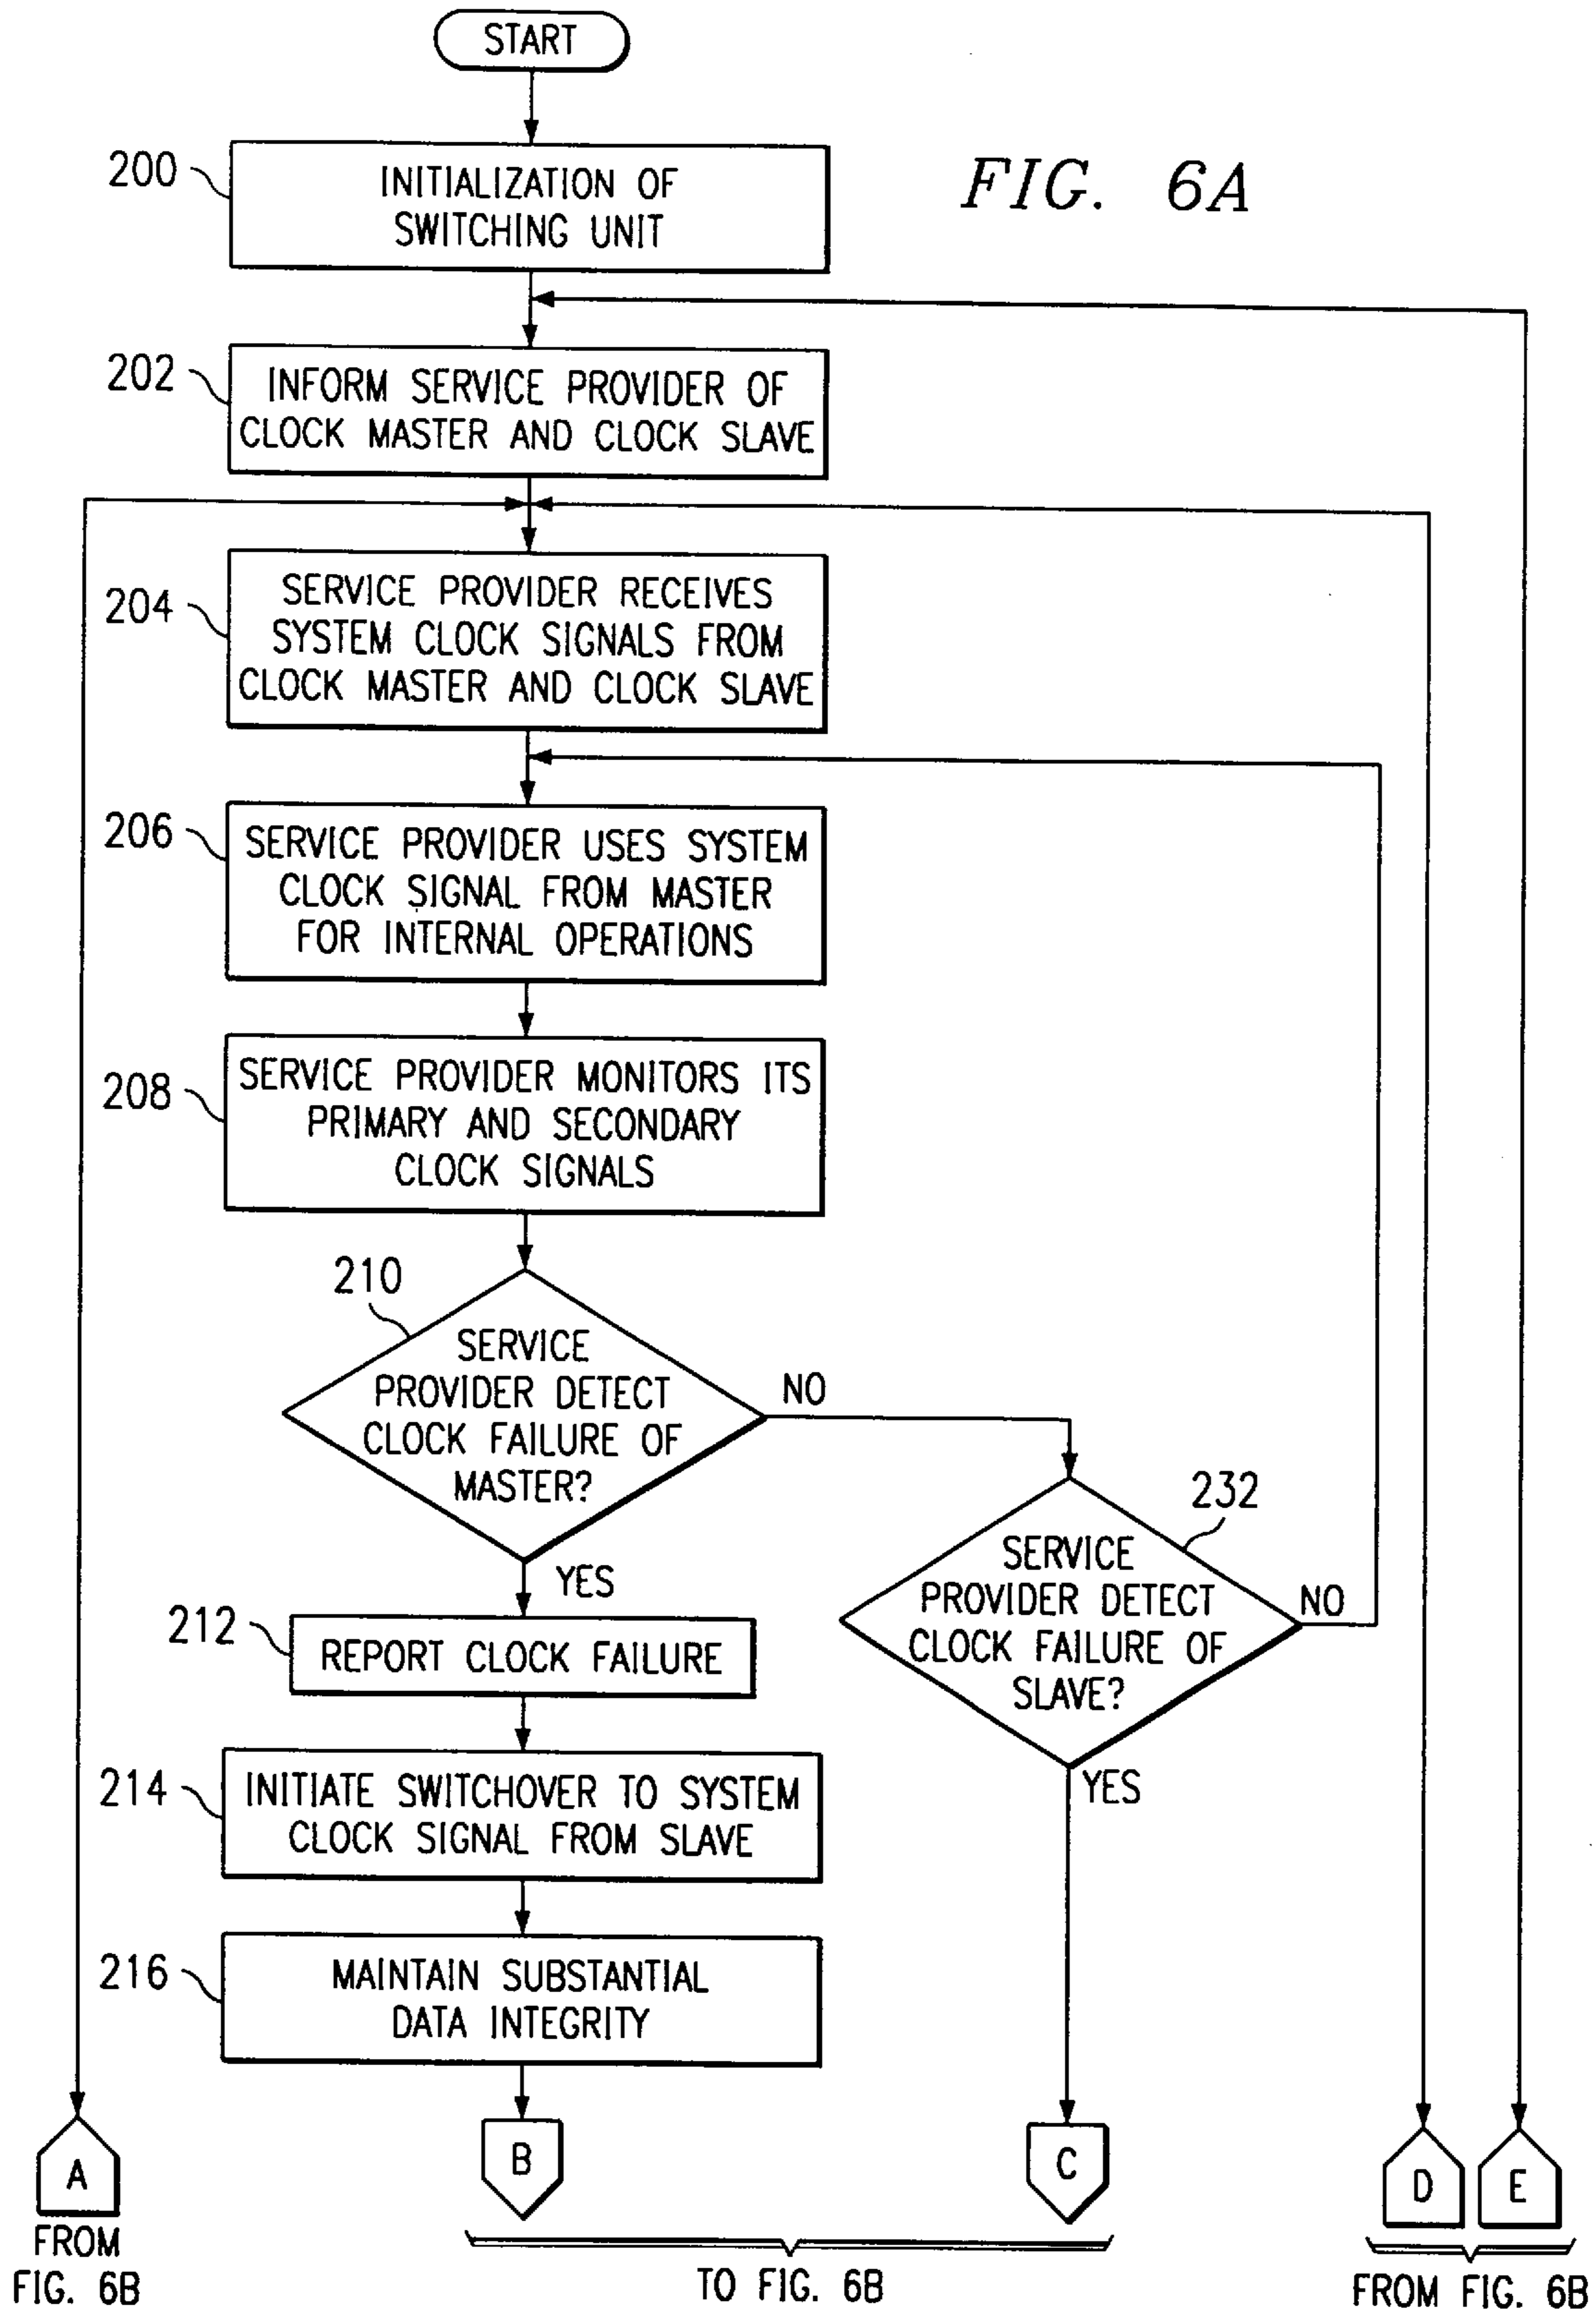 START
200
INITIALIZATION OF
SWITCHING UNIT
FIG. 6A
202
INFORM SERVICE PROVIDER OF
CLOCK MASTER AND CLOCK SLAVE
204
SERVICE PROVIDER RECEIVES
SYSTEM CLOCK SIGNALS FROM
CLOCK MASTER AND CLOCK SLAVE
206
SERVICE PROVIDER USES SYSTEM
CLOCK SIGNAL FROM MASTER
FOR INTERNAL OPERATIONS
208
SERVICE PROVIDER MONITORS ITS
PRIMARY AND SECONDARY
CLOCK SIGNALS
210
SERVICE
PROVIDER DETECT
CLOCK FAILURE OF
MASTER?
NO
YES
232
SERVICE
PROVIDER DETECT
CLOCK FAILURE OF
SLAVE?
NO
YES
212
REPORT CLOCK FAILURE
214
INITIATE SWITCHOVER TO SYSTEM
CLOCK SIGNAL FROM SLAVE
216
MAINTAIN SUBSTANTIAL
DATA INTEGRITY
A
B
C
D
E
FROM
FIG. 6B
TO FIG. 6B
FROM FIG. 6B